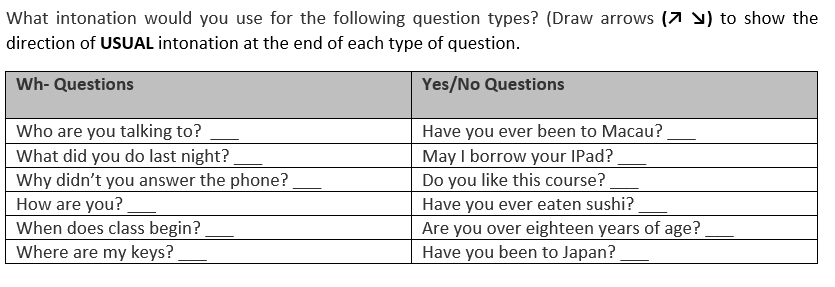 What intonation would you use for the following question types? (Draw arrows (↗ ↘) to show the
direction of USUAL intonation at the end of each type of question.
Wh- Questions
Yes/No Questions
Who are you talking to? ___
Have you ever been to Macau? ___
What did you do last night? ___
May I borrow your IPad? ___
Why didn’t you answer the phone? ___
Do you like this course? ___
How are you? ___
Have you ever eaten sushi? ___
When does class begin? ___
Are you over eighteen years of age? ___
Where are my keys? ___
Have you been to Japan? ___